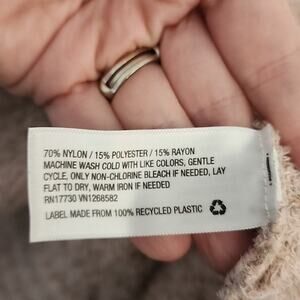 70% NYLON / 15% POLYESTER / 15% RAYON
MACHINE WASH COLD WITH LIKE COLORS, GENTLE
CYCLE, ONLY NON-CHLORINE BLEACH IF NEEDED, LAY
FLAT TO DRY, WARM IRON IF NEEDED
RN17730 VN1268582
LABEL MADE FROM 100% RECYCLED PLASTIC